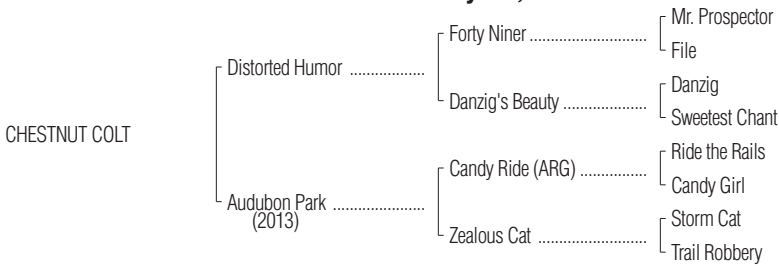 Mr. Prospector
Forty Niner ............................
File
Distorted Humor ..................
Danzig
Danzig's Beauty ....................
Sweetest Chant
CHESTNUT COLT
Ride the Rails
Candy Ride (ARG) ................
Candy Girl
Audubon Park ......................
(2013)
Storm Cat
Zealous Cat ..........................
Trail Robbery